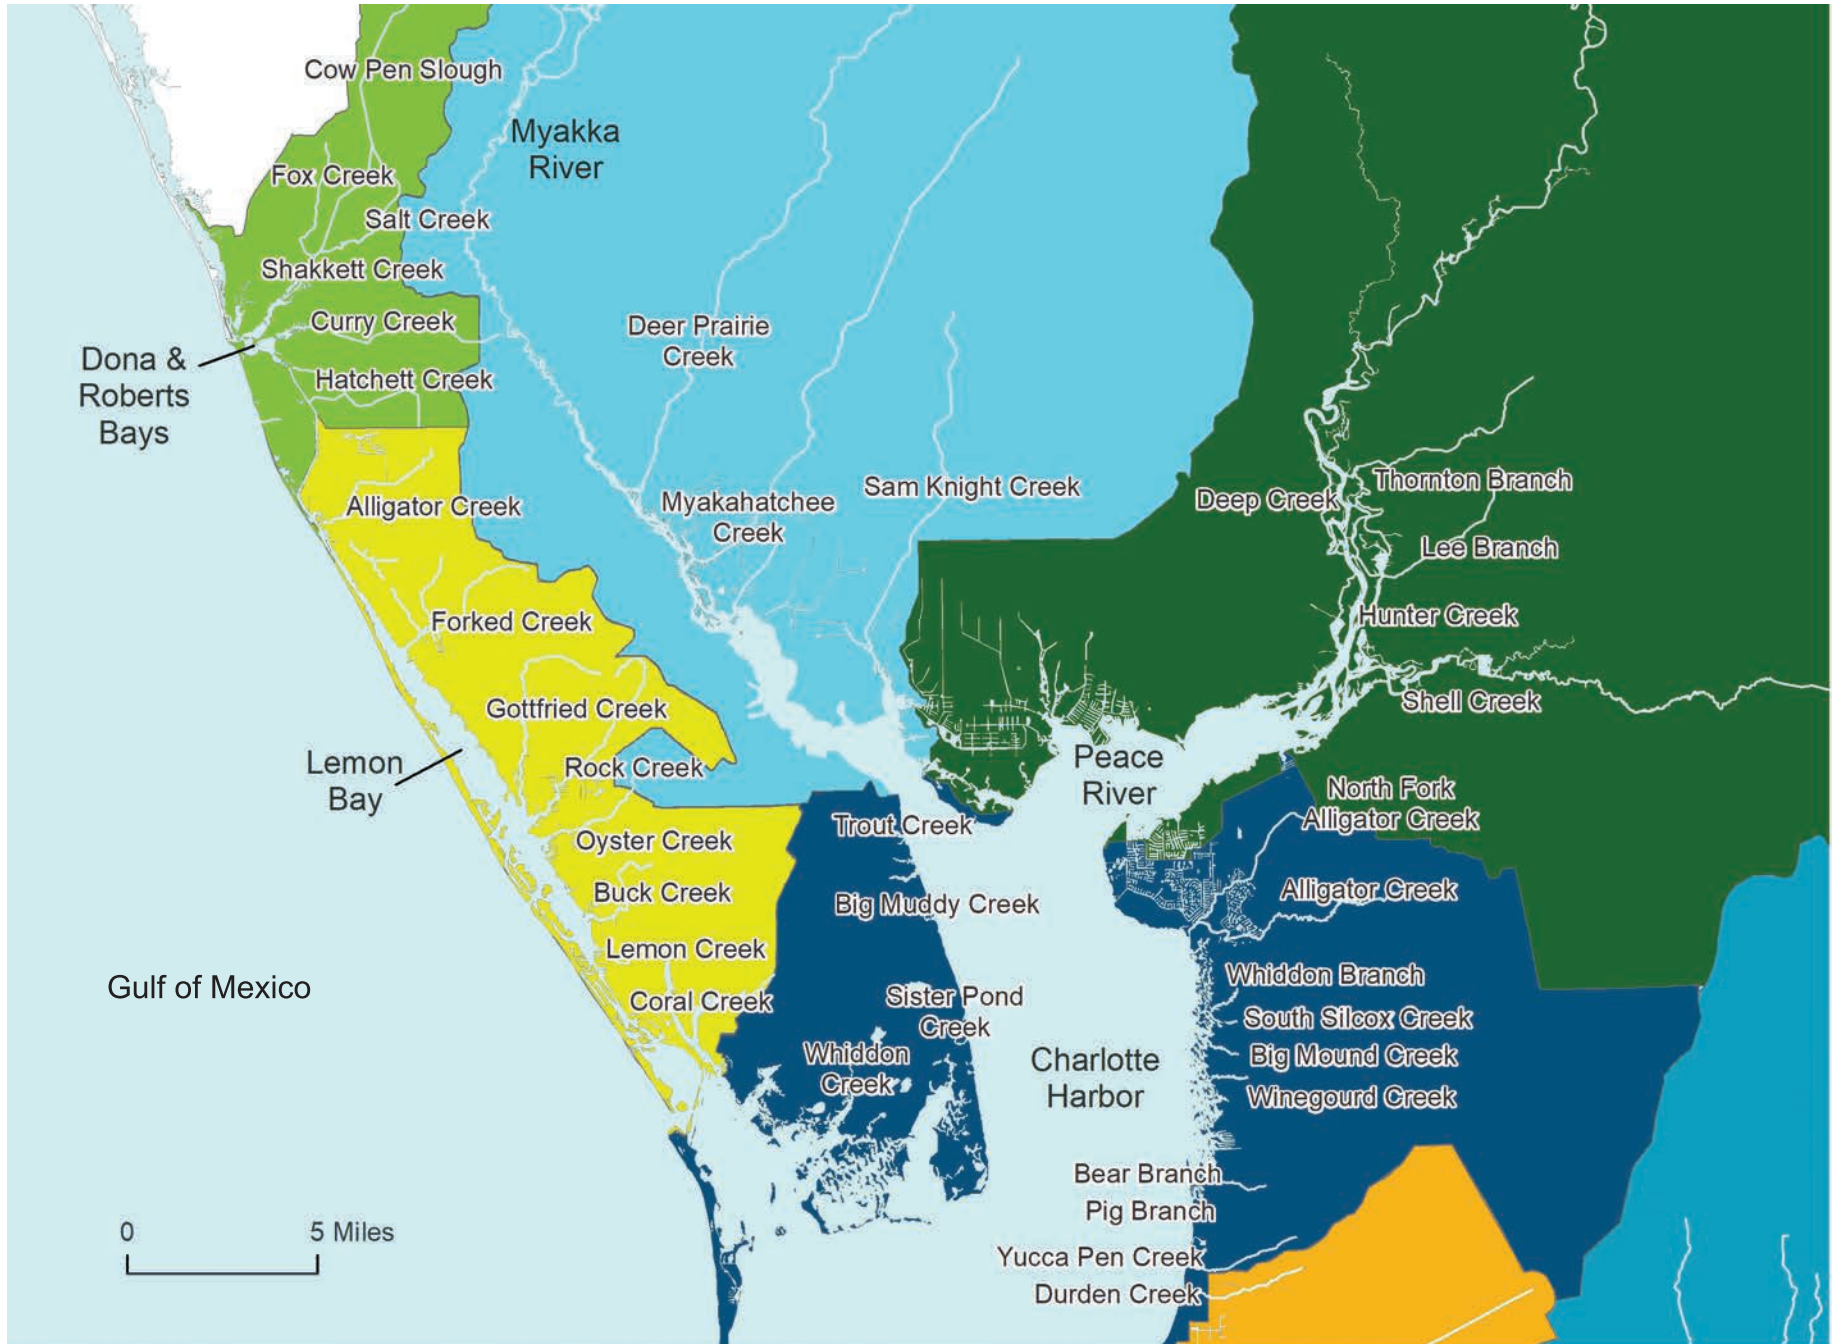 Cow Pen Slough
Myakka
River
Fox Creek
Salt Creek
Shakkett Creek
Curry Creek
Deer Prairie
Creek
Dona &
Roberts
Bays
Hatchett Creek
Alligator Creek
Myakahatchee
Creek
Sam Knight Creek
Deep Creek
Thornton Branch
Lee Branch
Hunter Creek
Forked Creek
Gottfried Creek
Shell Creek
Lemon
Bay
Rock Creek
Peace
River
North Fork
Alligator Creek
Trout Creek
Oyster Creek
Buck Creek
Big Muddy Creek
Alligator Creek
Lemon Creek
Gulf of Mexico
Coral Creek
Sister Pond
Creek
Whiddon Branch
South Silcox Creek
Whiddon
Creek
Charlotte
Harbor
Big Mound Creek
Winegourd Creek
Bear Branch
Pig Branch
0 5 Miles
Yucca Pen Creek
Durden Creek